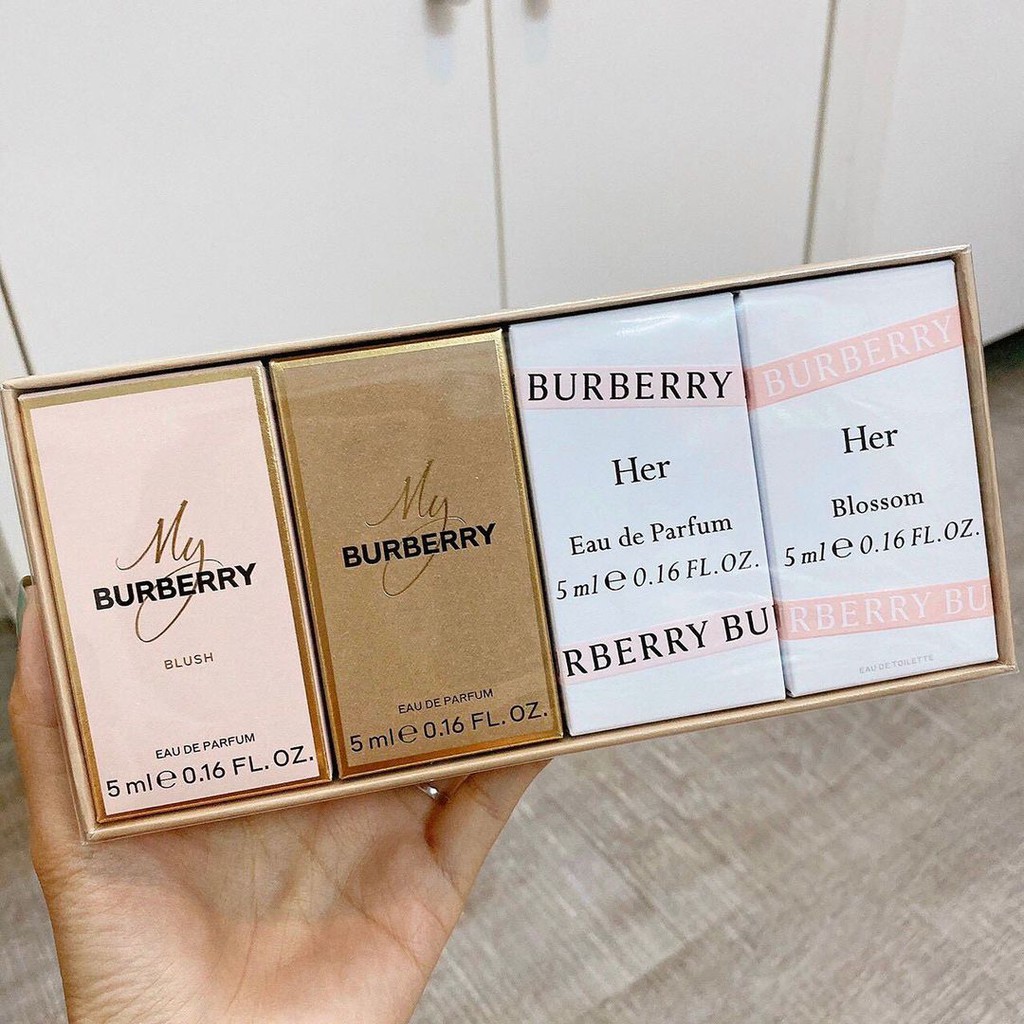 My
BURBERRY
BLUSH
EAU DE PARFUM
5 ml e 0.16 FL. OZ.
My
BURBERRY
EAU DE PARFUM
5 ml e 0.16 FL. OZ.
BURBERRY
Her
Eau de Parfum
5 ml e 0.16 FL.OZ.
RBERRY BU
BURBERRY
Her
Blossom
5 ml e 0.16 FL.OZ.
RBERRY BU
EAU DE TOILETTE